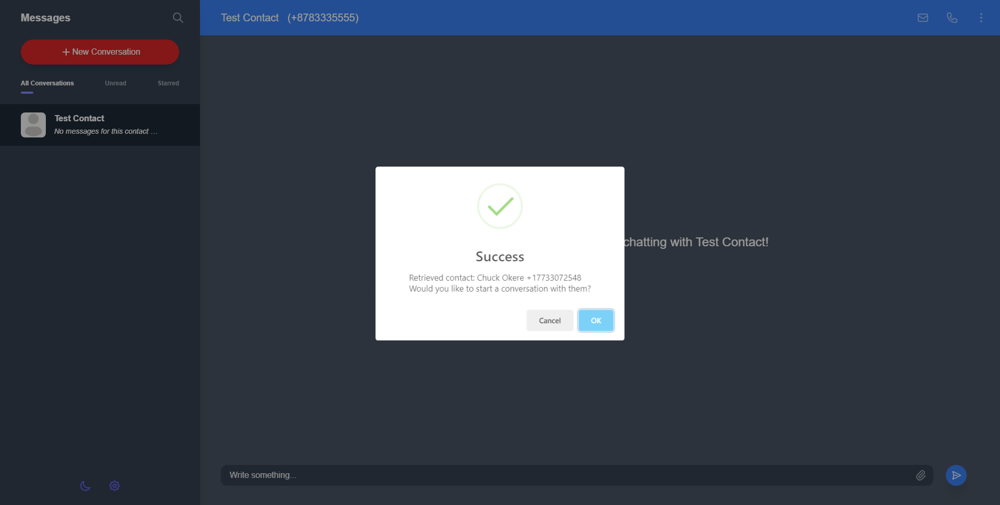 Messages
New Conversation
All Conversations
Unread
Starred
Test Contact
No messages for this contact ...
Test Contact (+8783335555)
chatting with Test Contact!
Success
Retrieved contact: Chuck Okere +17733072548
Would you like to start a conversation with them?
Cancel
OK
Write something...